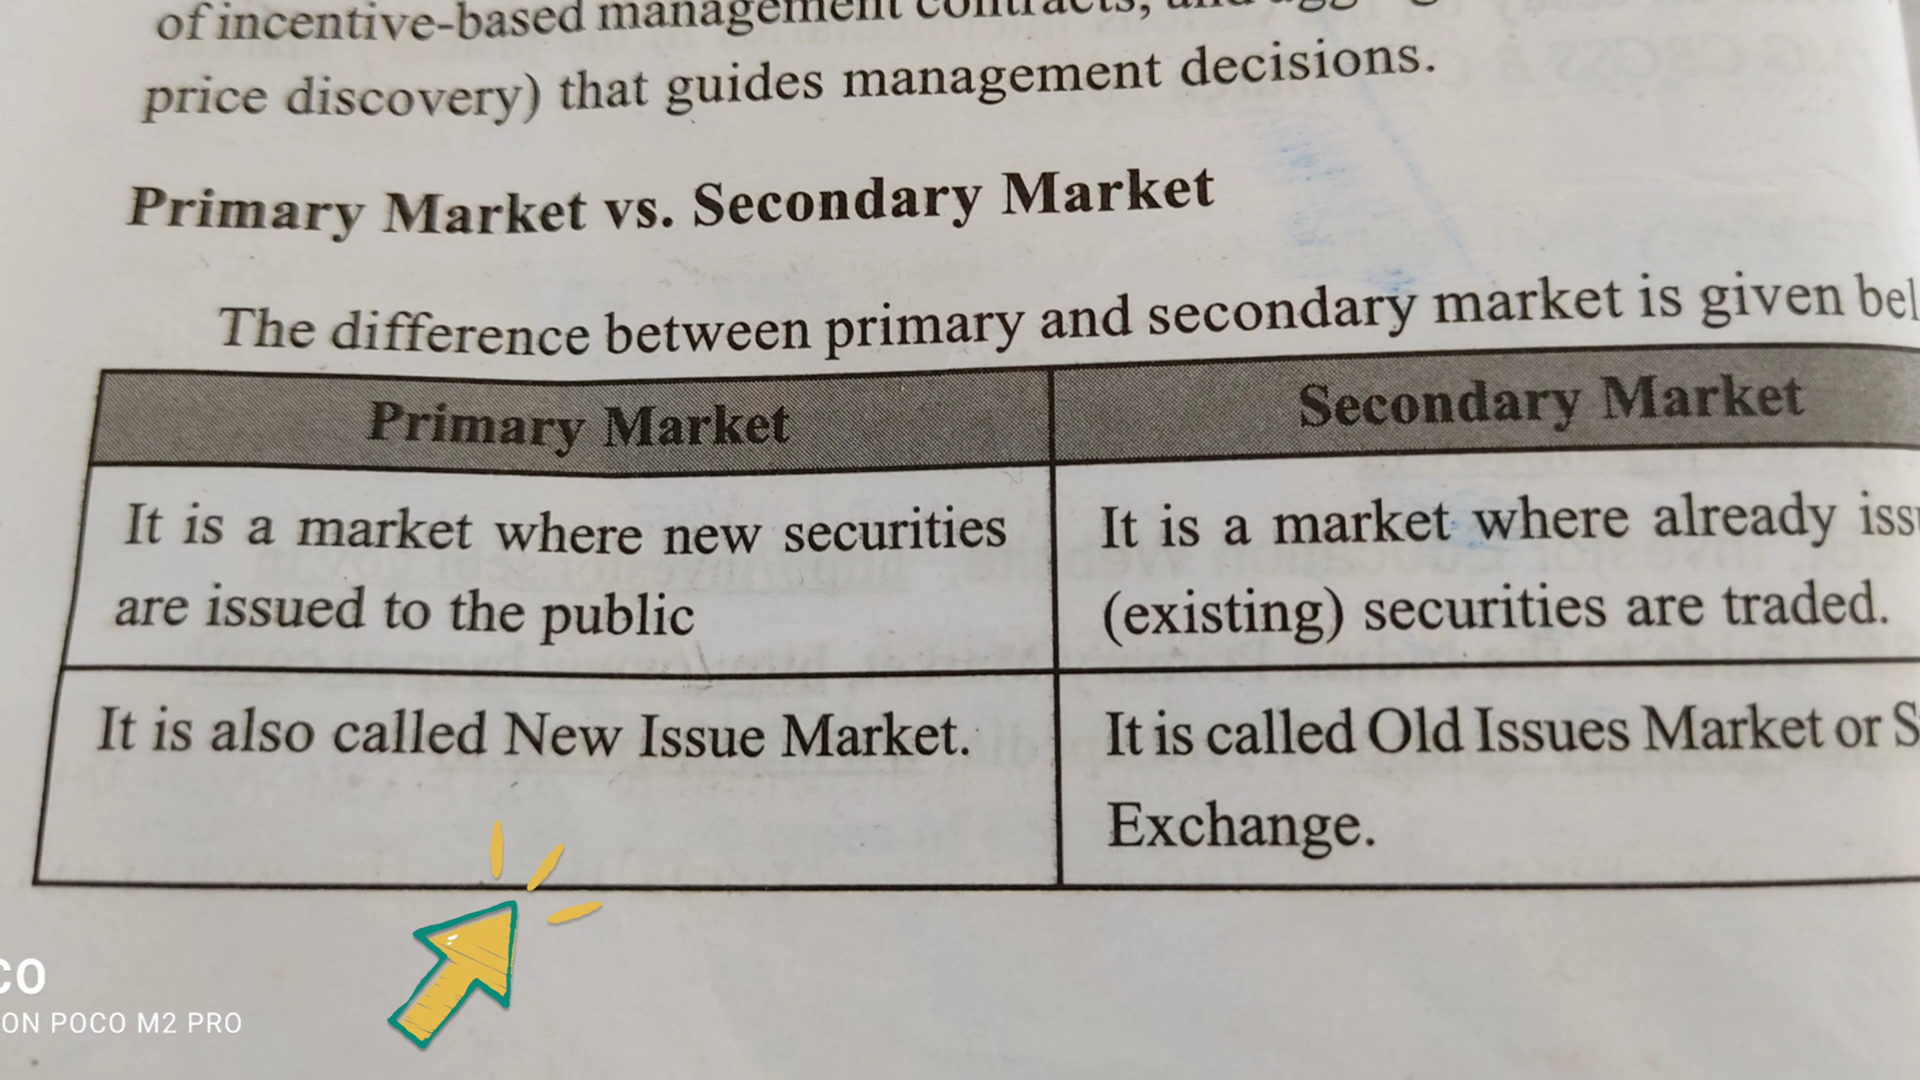 of incentive-based management contracts, and
price discovery) that guides management decisions.
Primary Market vs. Secondary Market
The difference between primary and secondary market is given
Primary Market
Secondary Market
It is a market where new securities
are issued to the public
It is a market where already
(existing) securities are traded.
It is also called New Issue Market.
It is called Old Issues Market or
Exchange.
ON POCO M2 PRO